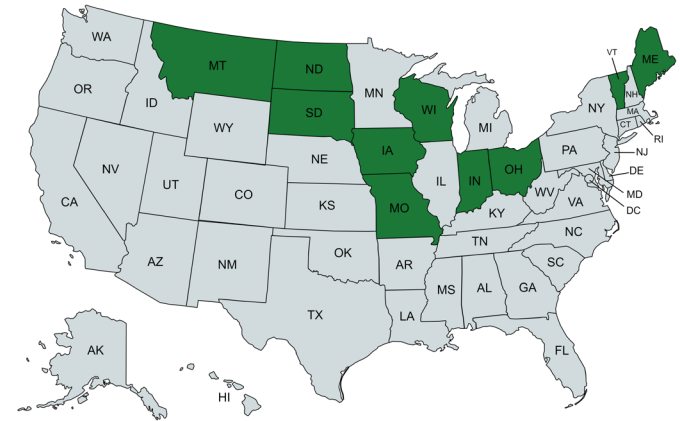 WA
OR
CA
ID
NV
MT
WY
UT
AZ
CO
NM
ND
SD
NE
KS
OK
TX
MN
IA
MO
AR
LA
WI
IL
MS
MI
IN
KY
TN
AL
OH
WV
GA
FL
SC
NC
VA
PA
NY
VT
NH
ME
MA
CT
RI
NJ
DE
MD
DC
AK
HI